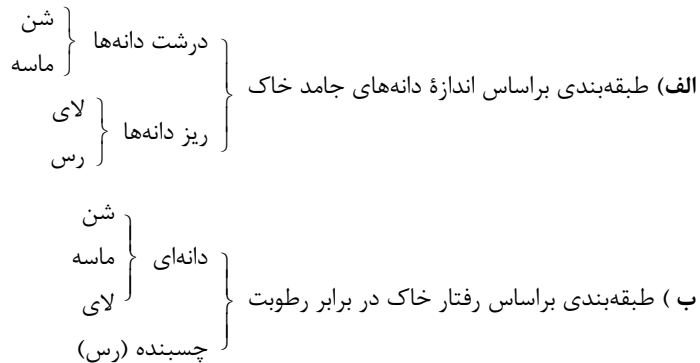 شن
درشت دانه‌ها
ماسه
الف) طبقه‌بندی براساس اندازهٔ دانه‌های جامد خاک
لای
ریز دانه‌ها
رس
شن
دانه‌ای
ماسه
لای
ب ) طبقه‌بندی براساس رفتار خاک در برابر رطوبت
چسبنده (رس)